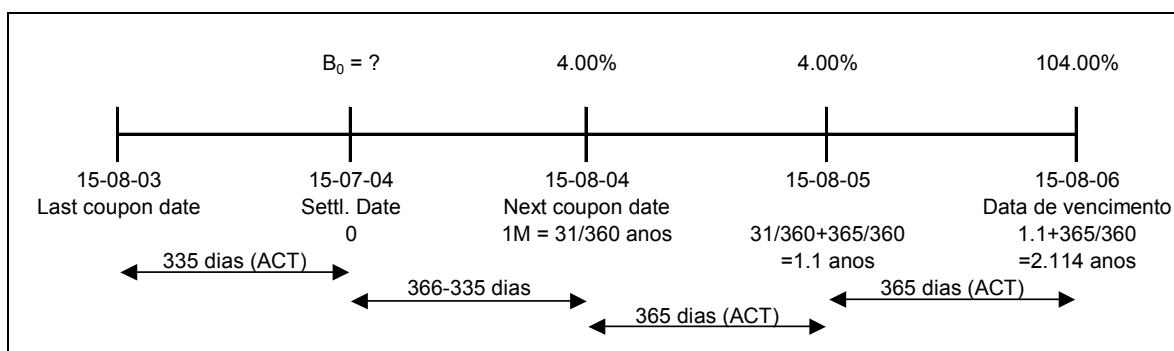 B0 = ? 4.00% 4.00% 104.00%
15-08-03 15-07-04 15-08-04 15-08-05 15-08-06
Last coupon date Settl. Date Next coupon date Data de vencimento
0 1M = 31/360 anos 31/360+365/360 1.1+365/360
=1.1 anos =2.114 anos
335 dias (ACT)
366-335 dias
365 dias (ACT)
365 dias (ACT)